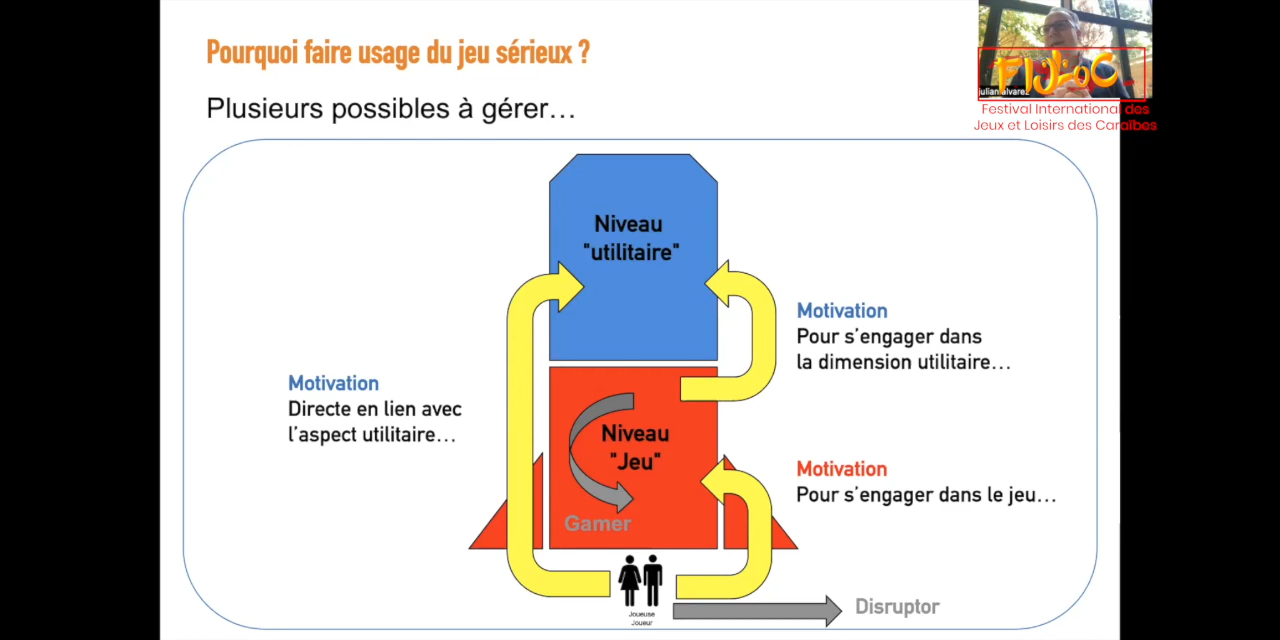 Pourquoi faire usage du jeu sérieux ?
Plusieurs possibles à gérer...
FIJLoC
julian alvarez
Festival International des
Jeux et Loisirs des Caraïbes
Niveau
"utilitaire"
Motivation
Pour s'engager dans
la dimension utilitaire...
Motivation
Directe en lien avec
l'aspect utilitaire...
Niveau
"Jeu"
Gamer
Motivation
Pour s'engager dans le jeu...
Joueuse
Joueur
Disruptor